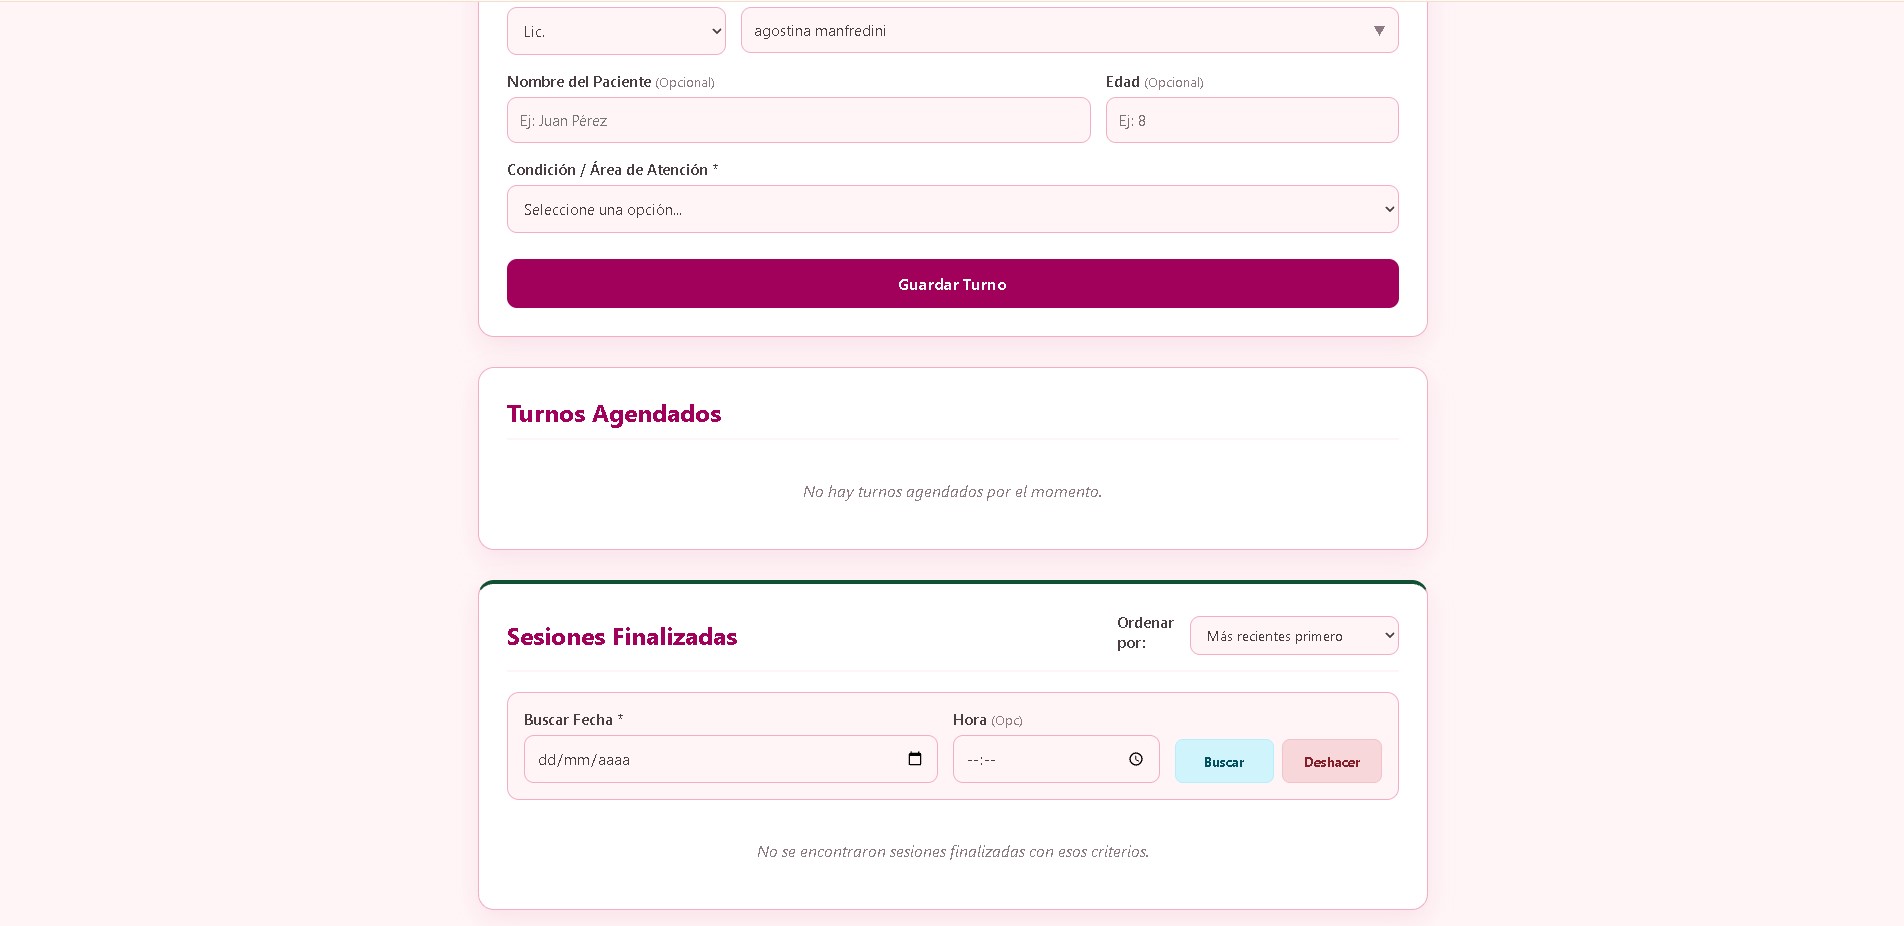 Lic.
agostina manfredini ▼
Nombre del Paciente (Opcional)
Edad (Opcional)
Ej: Juan Pérez
Ej: 8
Condición / Área de Atención *
Seleccione una opción...
Guardar Turno
Turnos Agendados
No hay turnos agendados por el momento.
Sesiones Finalizadas
Ordenar
por:
Más recientes primero
Buscar Fecha *
Hora (Opc)
dd/mm/aaaa
--:--
Buscar
Deshacer
No se encontraron sesiones finalizadas con esos criterios.